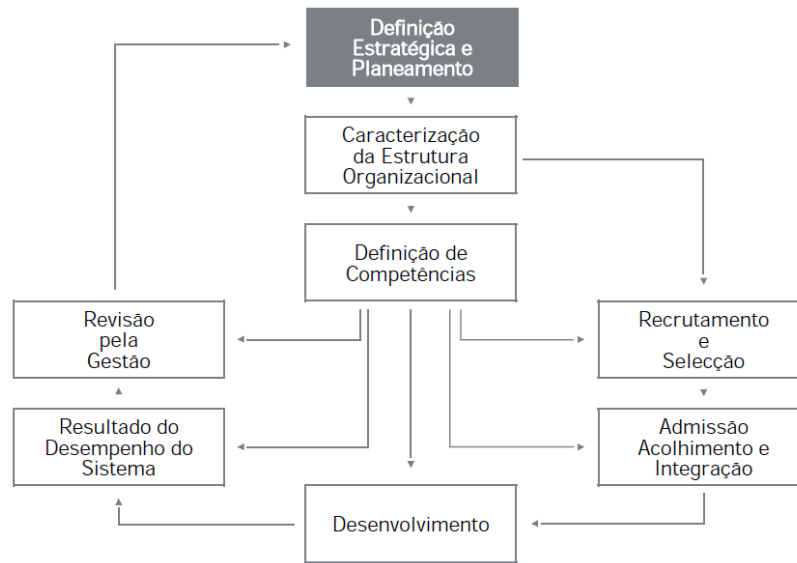 Definição
Estratégica e
Planeamento
Caracterização
da Estrutura
Organizacional
Definição de
Competências
Revisão
pela
Gestão
Recrutamento
e
Selecção
Resultado do
Desempenho do
Sistema
Admissão
Acolhimento e
Integração
Desenvolvimento